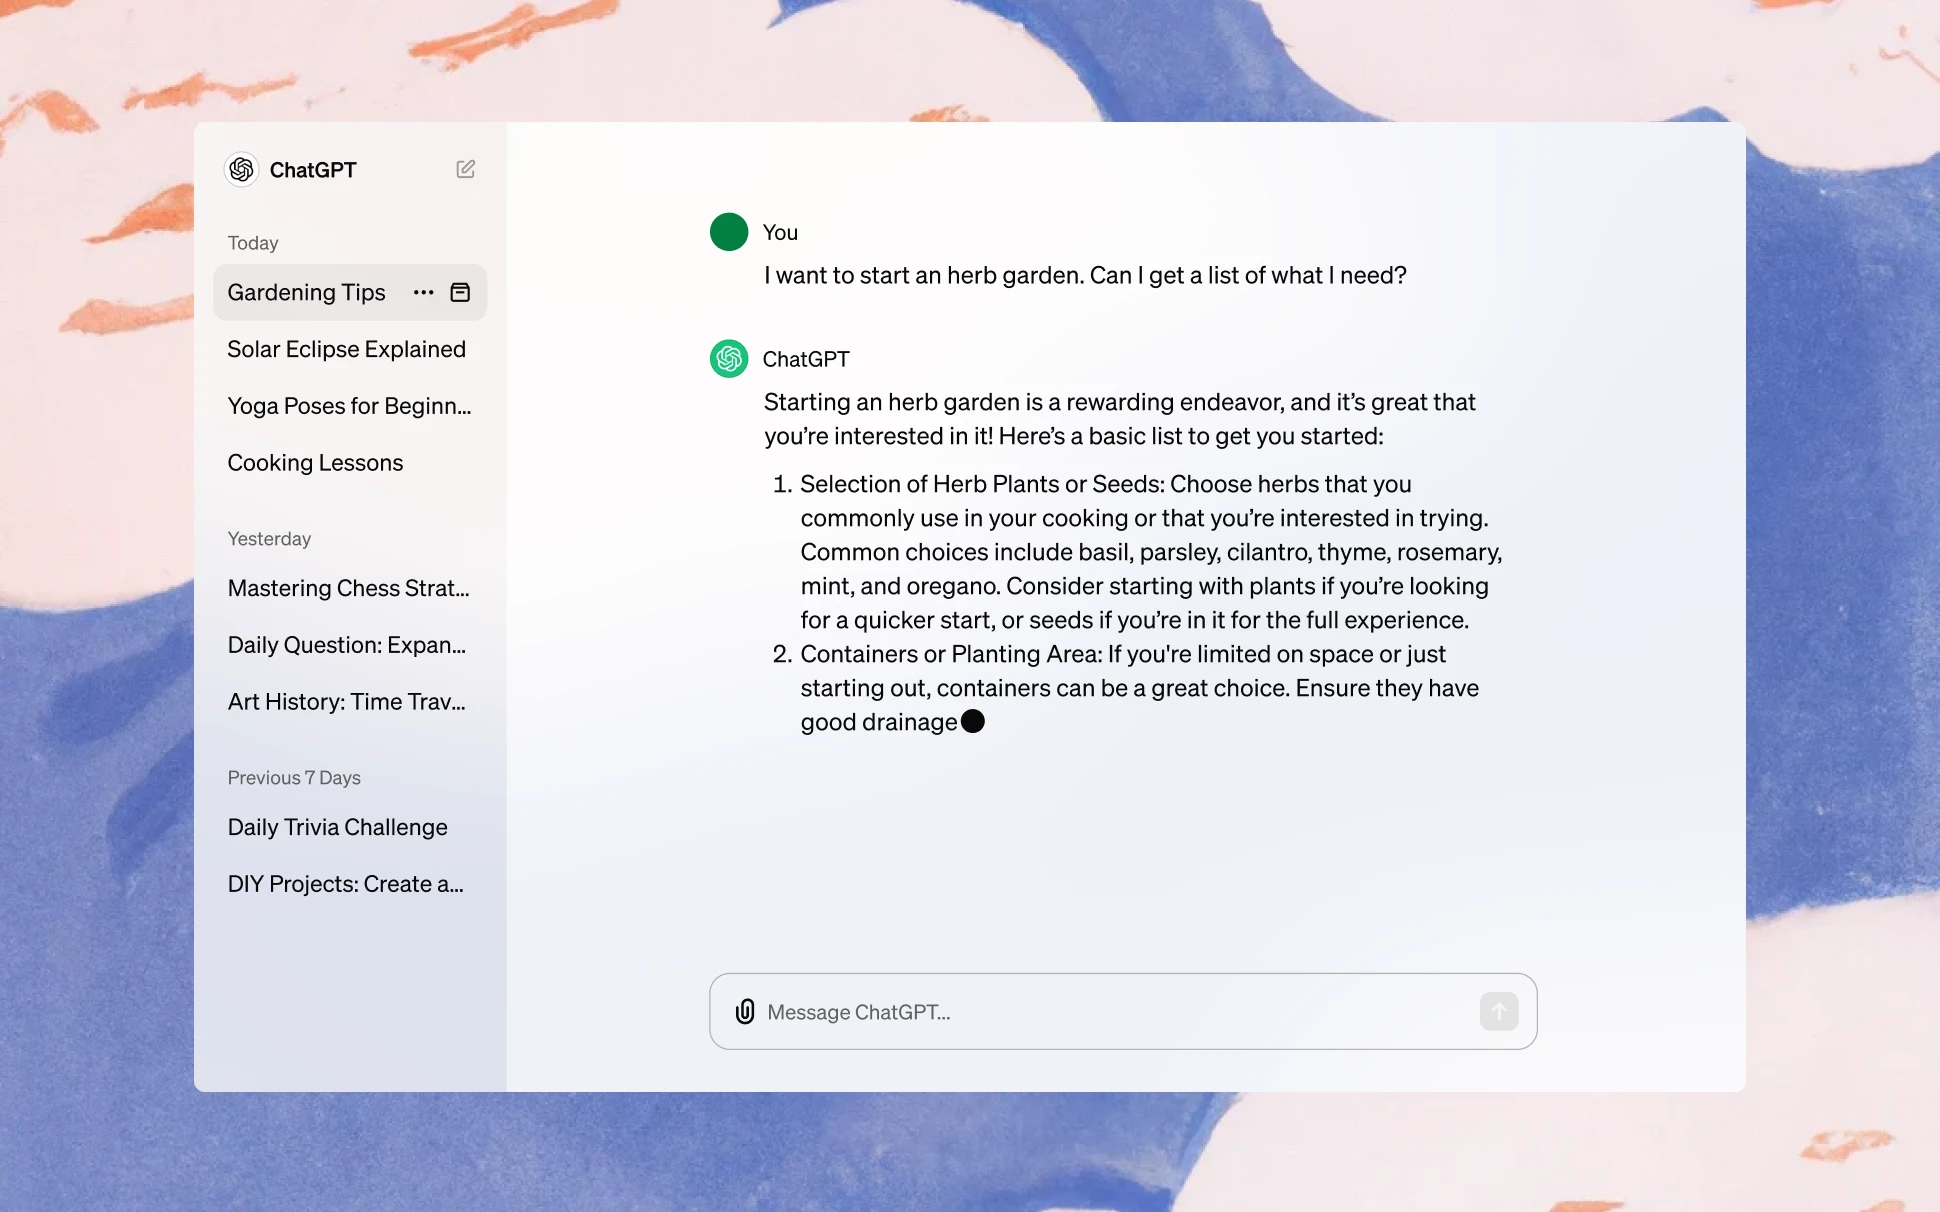 ChatGPT
Today
Gardening Tips
Solar Eclipse Explained
Yoga Poses for Beginn...
Cooking Lessons
Yesterday
Mastering Chess Strat...
Daily Question: Expan...
Art History: Time Trav...
Previous 7 Days
Daily Trivia Challenge
DIY Projects: Create a...
You
I want to start an herb garden. Can I get a list of what I need?
ChatGPT
Starting an herb garden is a rewarding endeavor, and it’s great that
you’re interested in it! Here’s a basic list to get you started:
1. Selection of Herb Plants or Seeds: Choose herbs that you
commonly use in your cooking or that you’re interested in trying.
Common choices include basil, parsley, cilantro, thyme, rosemary,
mint, and oregano. Consider starting with plants if you’re looking
for a quicker start, or seeds if you’re in it for the full experience.
2. Containers or Planting Area: If you're limited on space or just
starting out, containers can be a great choice. Ensure they have
good drainage
Message ChatGPT...